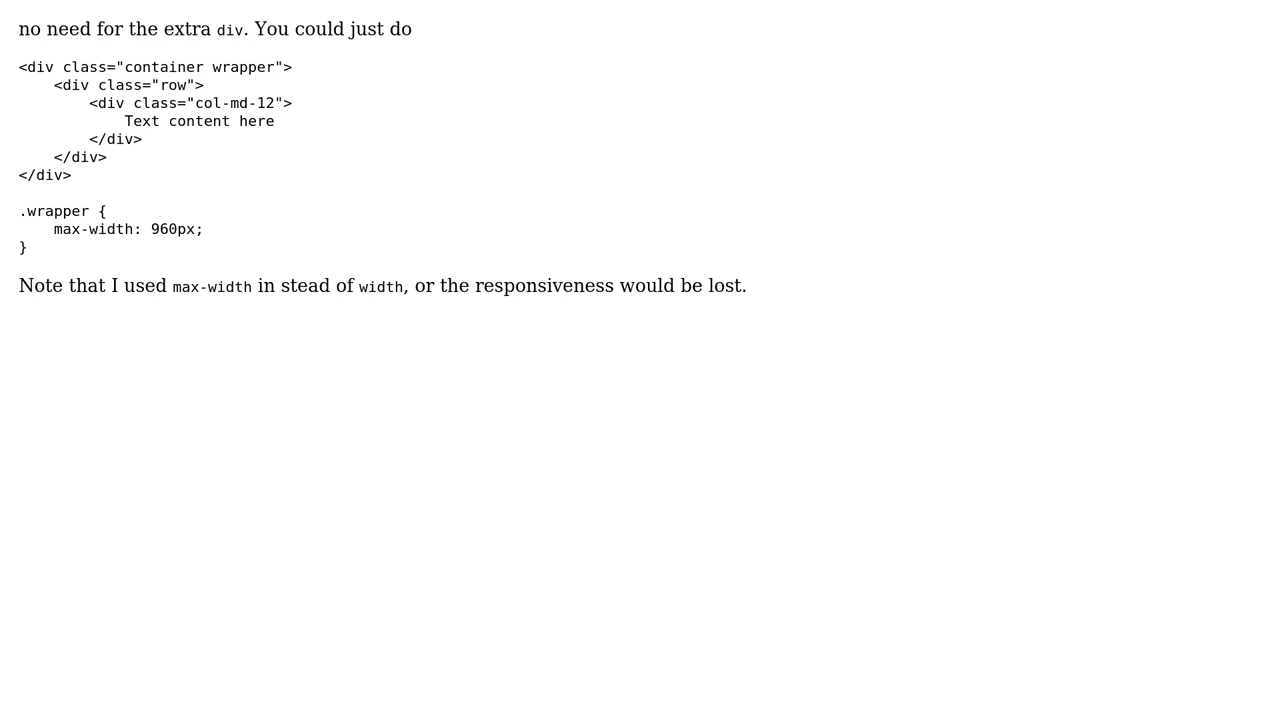 no need for the extra div. You could just do
<div class="container wrapper">
    <div class="row">
        <div class="col-md-12">
            Text content here
        </div>
    </div>
</div>

.wrapper {
    max-width: 960px;
}
Note that I used max-width in stead of width, or the responsiveness would be lost.